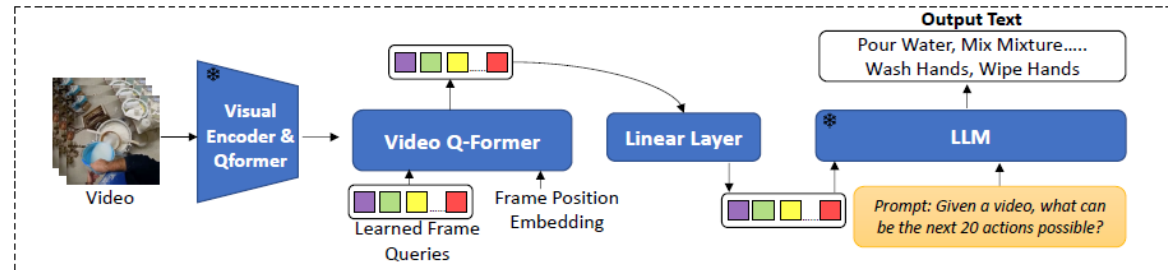 Output Text
Pour Water, Mix Mixture.....
Wash Hands, Wipe Hands
Visual
Encoder &
Qformer
Video Q-Former
Linear Layer
LLM
Video
Learned Frame
Queries
Frame Position
Embedding
Prompt: Given a video, what can
be the next 20 actions possible?